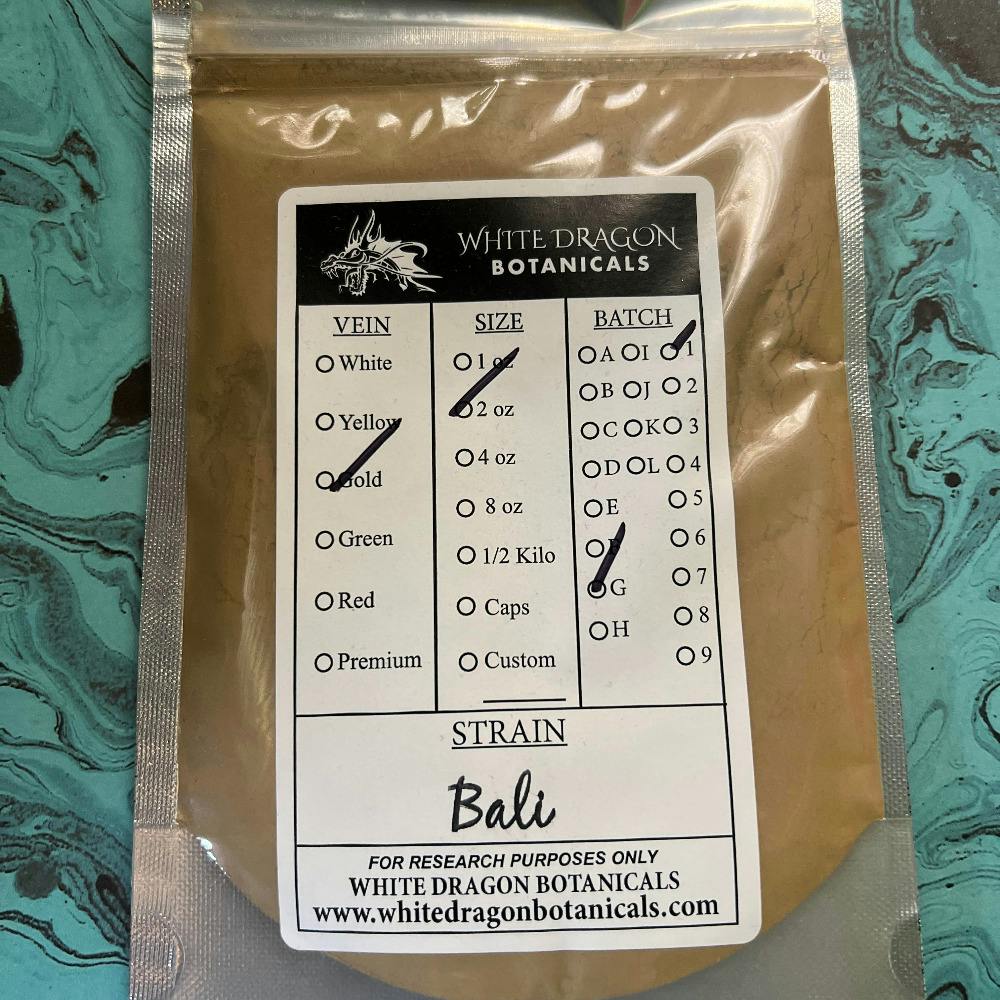 WHITE DRAGON
BOTANICALS
VEIN
White
Yellow
Gold
Green
Red
Premium
SIZE
1 oz
2 oz
4 oz
8 oz
1/2 Kilo
Caps
Custom
BATCH
A I 1
B J 2
C K 3
D L 4
E 5
F 6
G 7
H 8
9
STRAIN
Bali
FOR RESEARCH PURPOSES ONLY
WHITE DRAGON BOTANICALS
www.whitedragonbotanicals.com